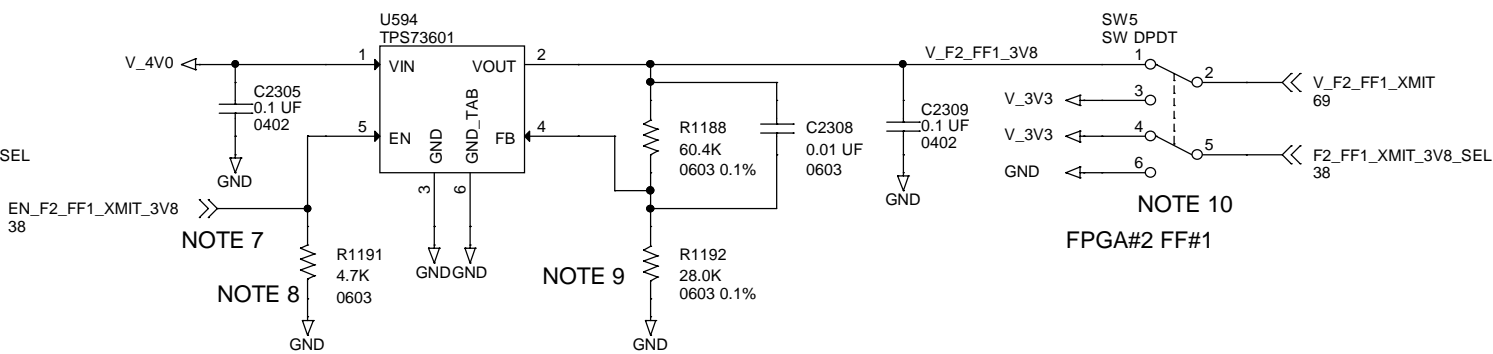 U594
TPS73601
V_4V0
1
VIN
VOUT
2
V_F2_FF1_3V8
SW5
SW DPDT
1
2
V_F2_FF1_XMIT
69
C2305
0.1 UF
0402
GND
5
EN
GND
GND_TAB
FB
4
3
6
GND
GND
R1188
60.4K
0603 0.1%
C2308
0.01 UF
0603
C2309
0.1 UF
0402
GND
V_3V3
3
V_3V3
4
5
F2_FF1_XMIT_3V8_SEL
38
GND
6
NOTE 10
FPGA#2 FF#1
SEL
EN_F2_FF1_XMIT_3V8
38
NOTE 7
NOTE 8
R1191
4.7K
0603
GND
NOTE 9
R1192
28.0K
0603 0.1%
GND